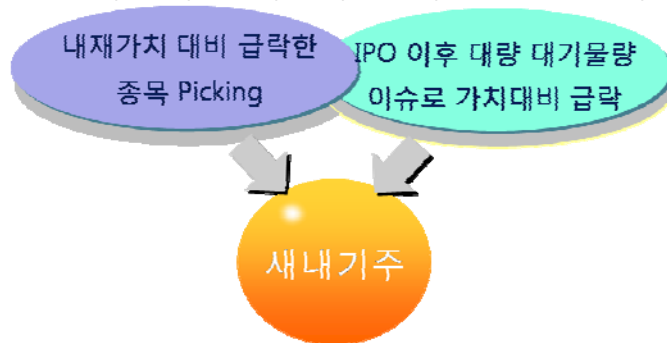 내재가치 대비 급락한
종목 Picking
IPO 이후 대량 대기물량
이슈로 가치대비 급락
새내기주